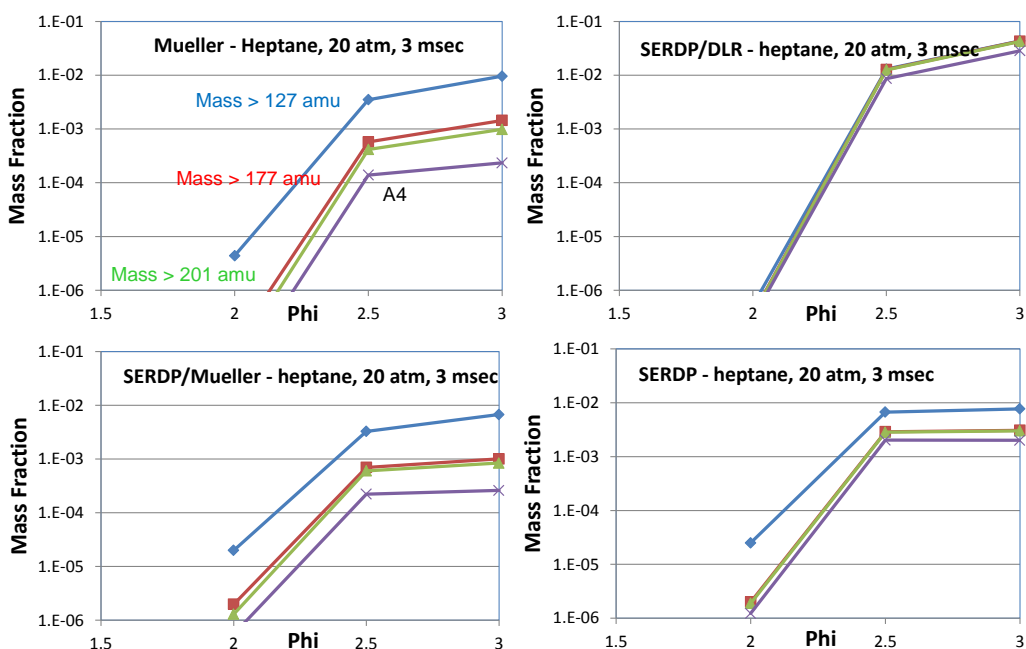 Mueller - Heptane, 20 atm, 3 msec
1.E-01
1.E-02
1.E-03
1.E-04
1.E-05
1.E-06
Mass Fraction
Mass > 127 amu
Mass > 177 amu
A4
Mass > 201 amu
1.5
2
2.5
3
Phi
SERDP/DLR - heptane, 20 atm, 3 msec
1.E-01
1.E-02
1.E-03
1.E-04
1.E-05
1.E-06
Mass Fraction
1.5
2
2.5
3
Phi
SERDP/Mueller - heptane, 20 atm, 3 msec
1.E-01
1.E-02
1.E-03
1.E-04
1.E-05
1.E-06
Mass Fraction
1.5
2
2.5
3
Phi
SERDP - heptane, 20 atm, 3 msec
1.E-01
1.E-02
1.E-03
1.E-04
1.E-05
1.E-06
Mass Fraction
1.5
2
2.5
3
Phi